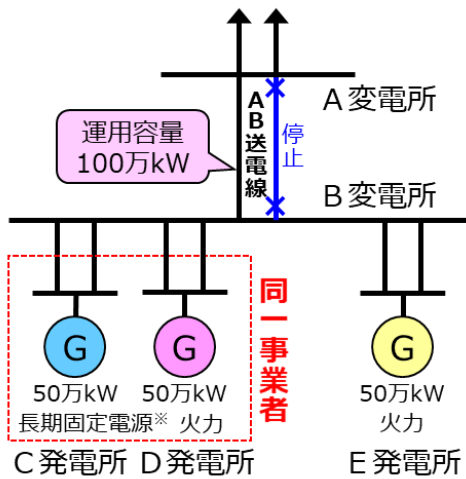 A変電所
AB送電線
停止
運用容量
100万kW
B変電所
同一事業者
G
G
G
50万kW
50万kW
50万kW
長期固定電源※
火力
火力
C発電所
D発電所
E発電所